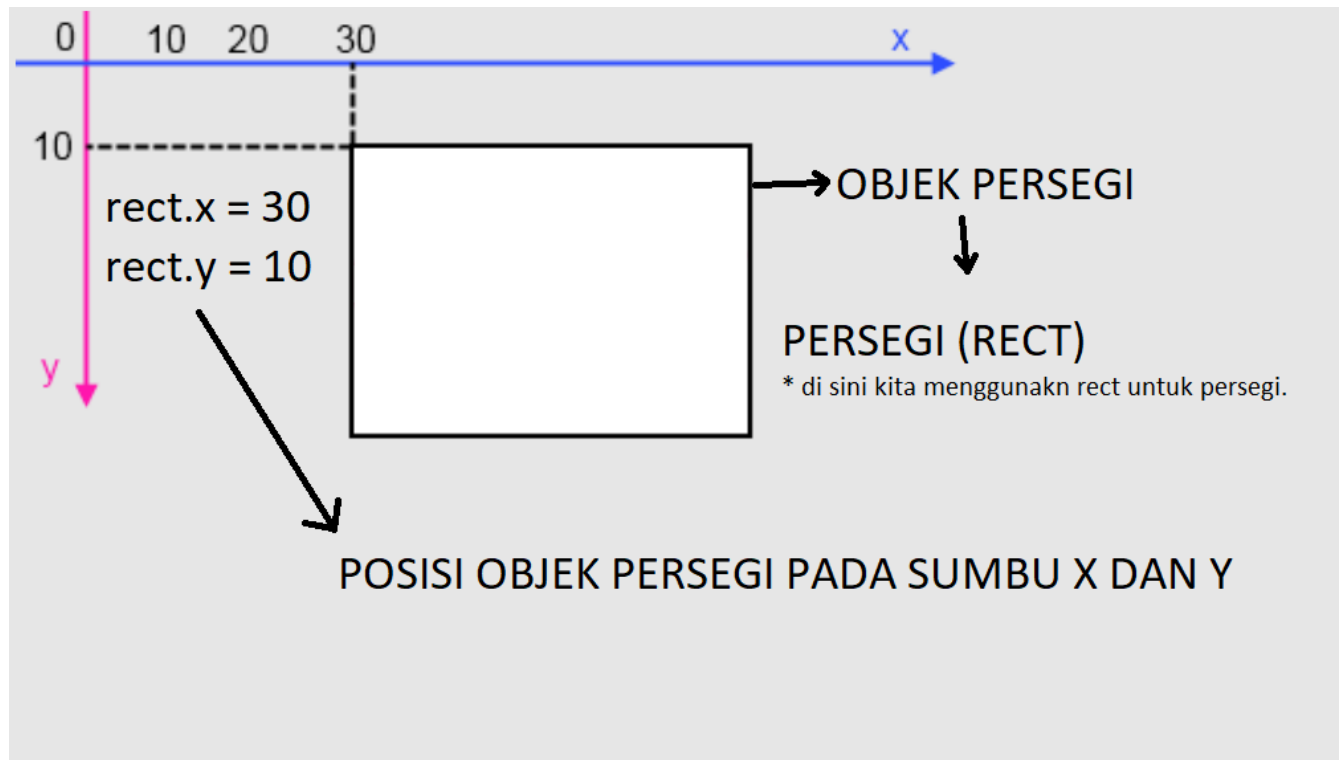 0 10 20 30 x
10
OBJEK PERSEGI
rect.x = 30
rect.y = 10
PERSEGI (RECT)
y
* di sini kita menggunakn rect untuk persegi.
POSISI OBJEK PERSEGI PADA SUMBU X DAN Y